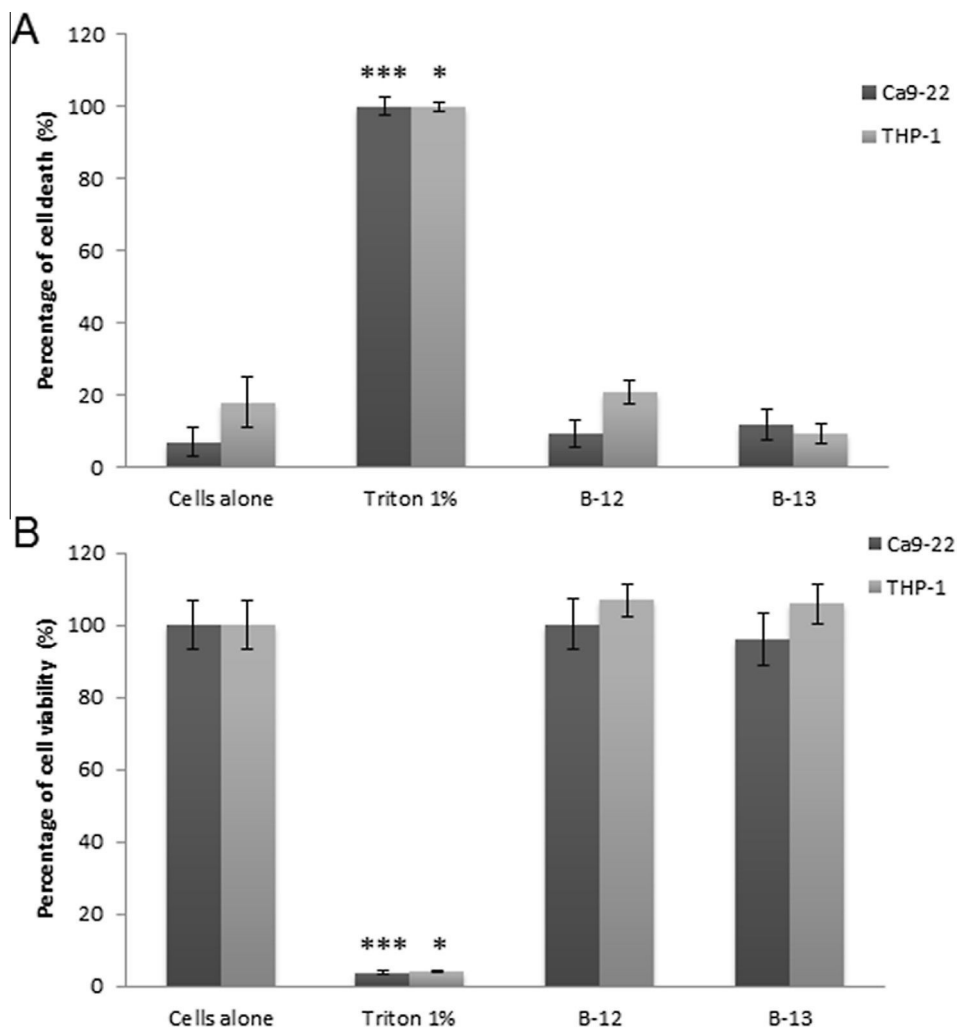 A
Percentage of cell death (%)
120
100
80
60
40
20
0
*** *
Ca9-22
THP-1
Cells alone Triton 1% B-12 B-13
B
Percentage of cell viability (%)
120
100
80
60
40
20
0
*** *
Ca9-22
THP-1
Cells alone Triton 1% B-12 B-13